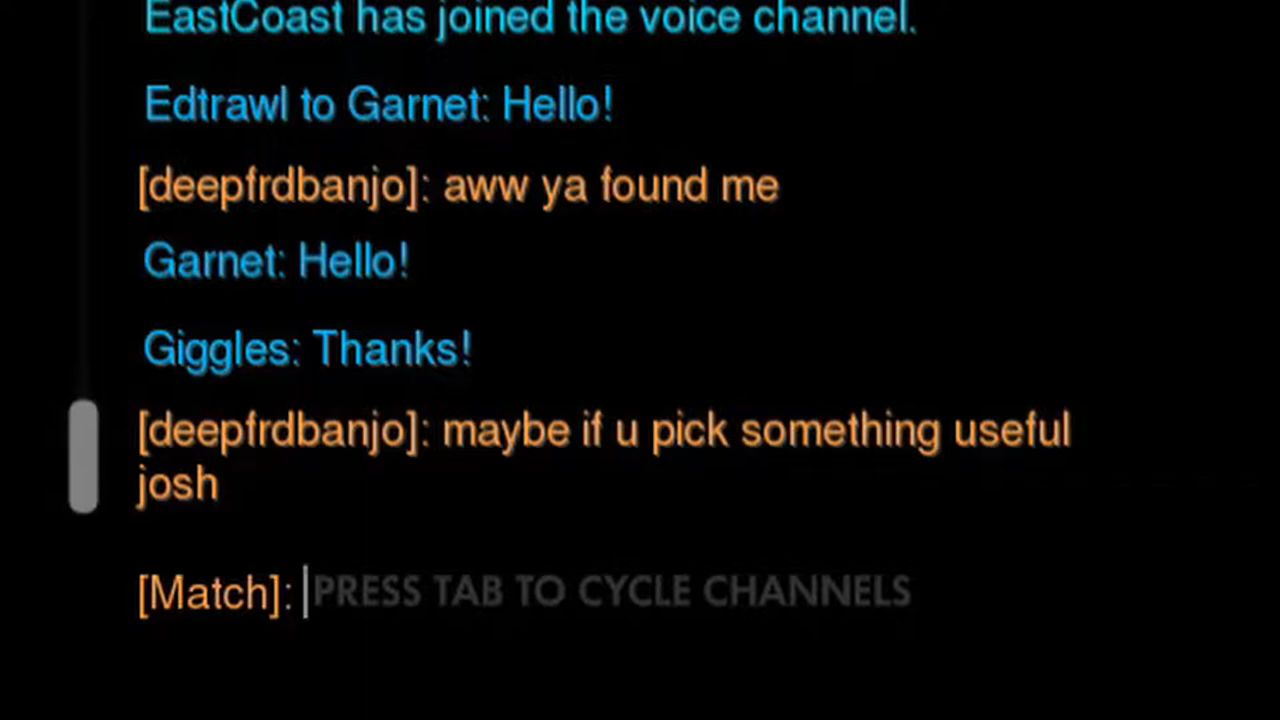 EastCoast has joined the voice channel.
Edtrawl to Garnet: Hello!
[deepfrdbanjo]: aww ya found me
Garnet: Hello!
Giggles: Thanks!
[deepfrdbanjo]: maybe if u pick something useful
josh
[Match]: PRESS TAB TO CYCLE CHANNELS